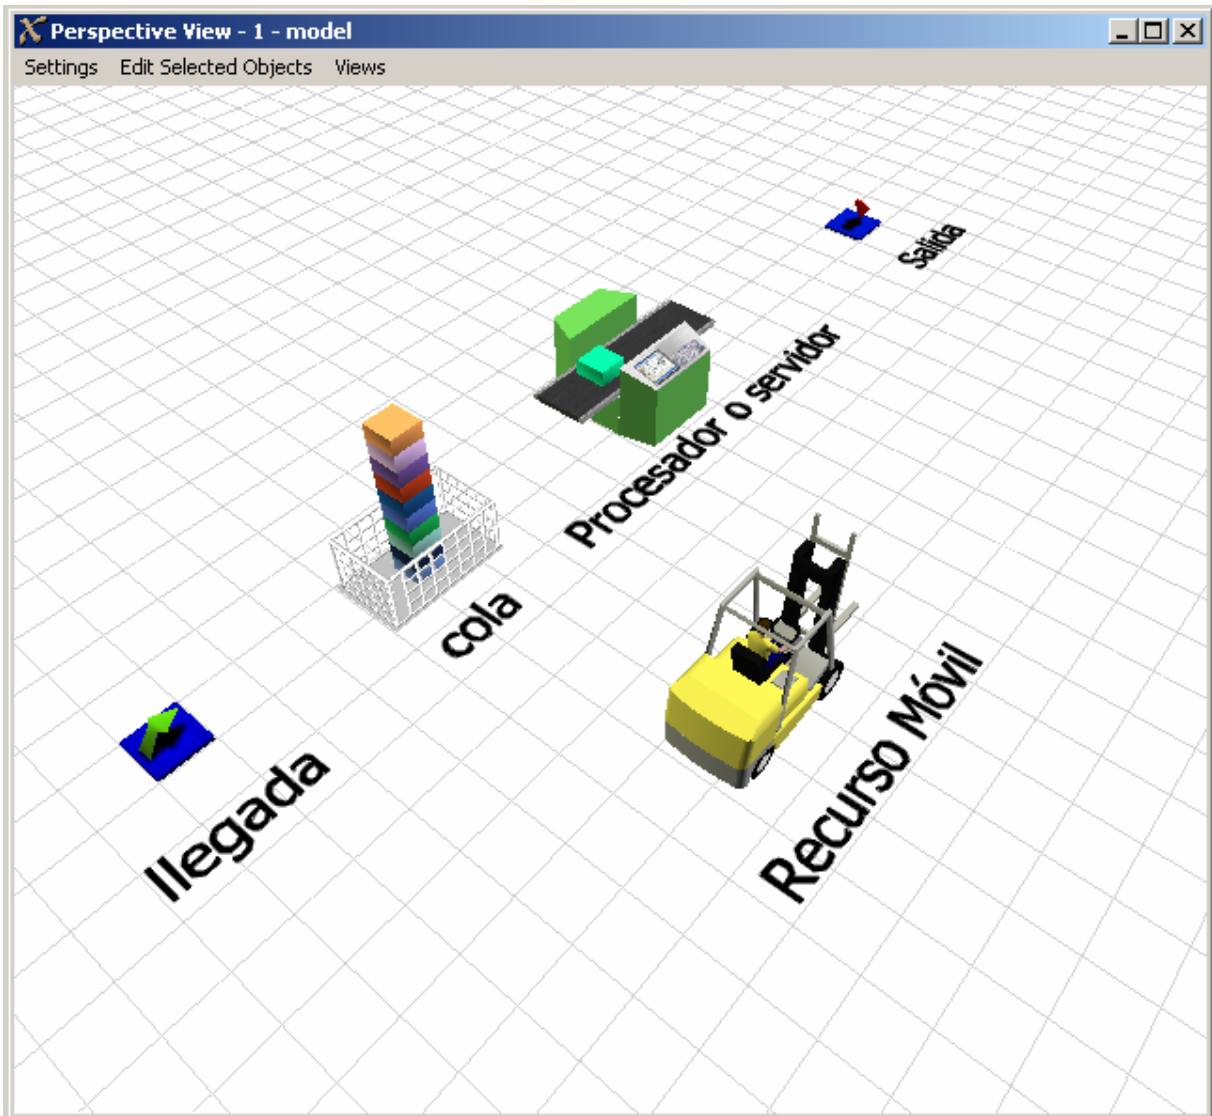 Perspective View - 1 - model
Settings Edit Selected Objects Views
Salida
Procesador o servidor
cola
Recurso Móvil
llegada